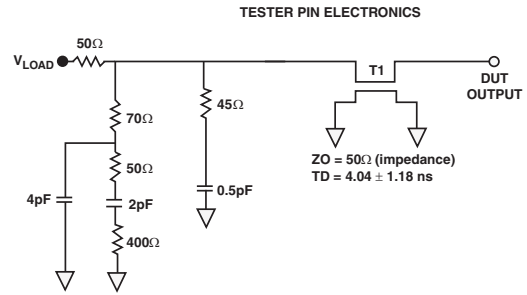 TESTER PIN ELECTRONICS
50Ω
VLOAD
T1
DUT
OUTPUT
70Ω
45Ω
ZO = 50Ω (impedance)
TD = 4.04 ± 1.18 ns
50Ω
4pF
2pF
0.5pF
400Ω